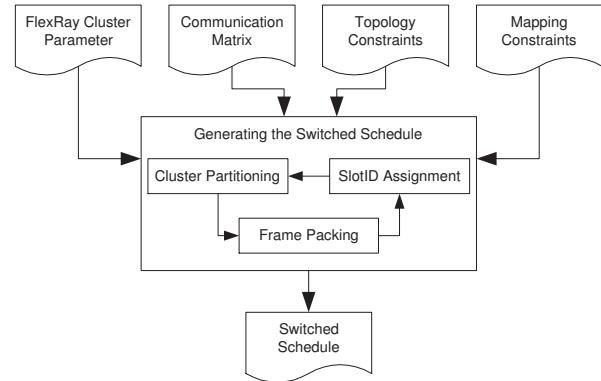 FlexRay Cluster
Parameter
Communication
Matrix
Topology
Constraints
Mapping
Constraints
Generating the Switched Schedule
Cluster Partitioning
SlotID Assignment
Frame Packing
Switched
Schedule